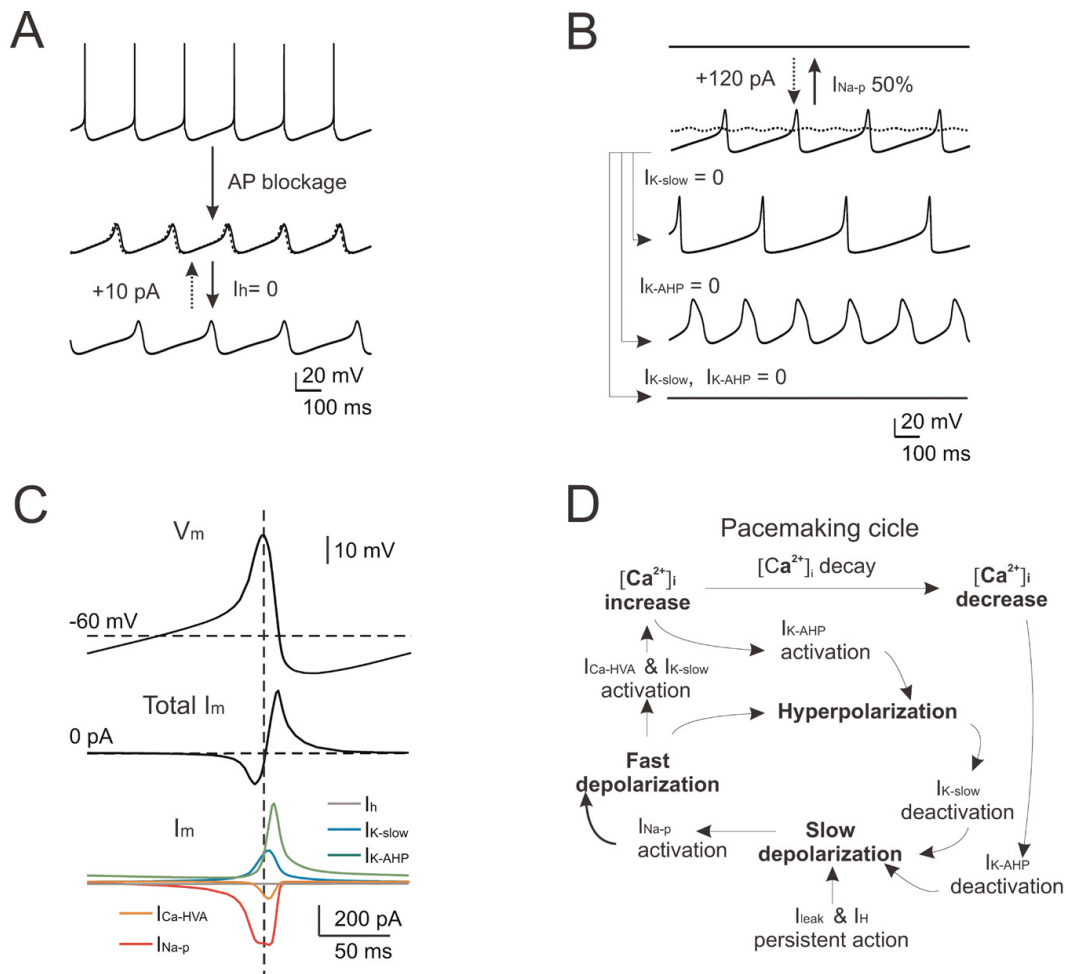 A
AP blockage
+10 pA
Ih= 0
20 mV
100 ms
B
+120 pA
INa-p 50%
IK-slow = 0
IK-AHP = 0
IK-slow, IK-AHP = 0
20 mV
100 ms
C
Vm
10 mV
-60 mV
Total Im
0 pA
Im
Ih
IK-slow
IK-AHP
ICa-HVA
INa-p
200 pA
50 ms
D
Pacemaking cicle
[Ca2+]i
increase
[Ca2+]i decay
[Ca2+]i
decrease
IK-AHP
activation
ICa-HVA & IK-slow
activation
Hyperpolarization
Fast
depolarization
IK-slow
deactivation
INa-p
activation
Slow
depolarization
IK-AHP
deactivation
Ileak & IH
persistent action